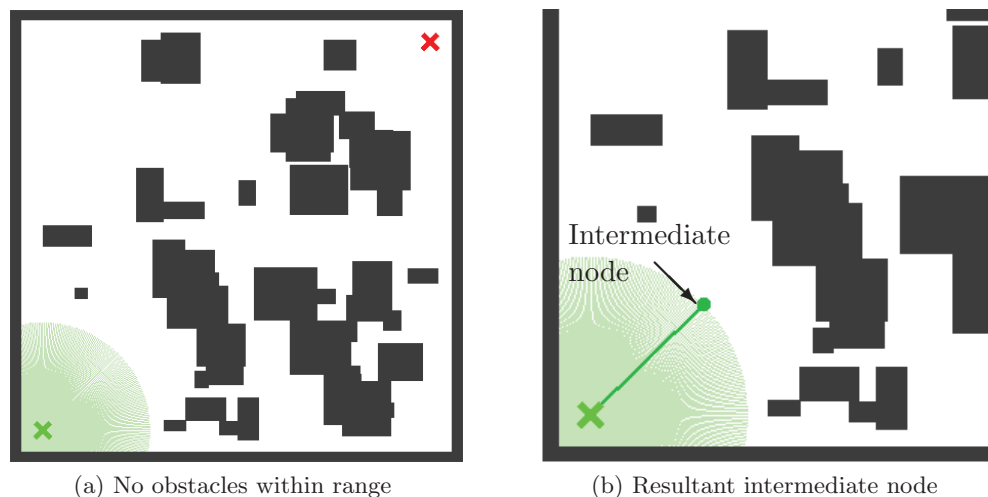 Intermediate
node
(a) No obstacles within range
(b) Resultant intermediate node